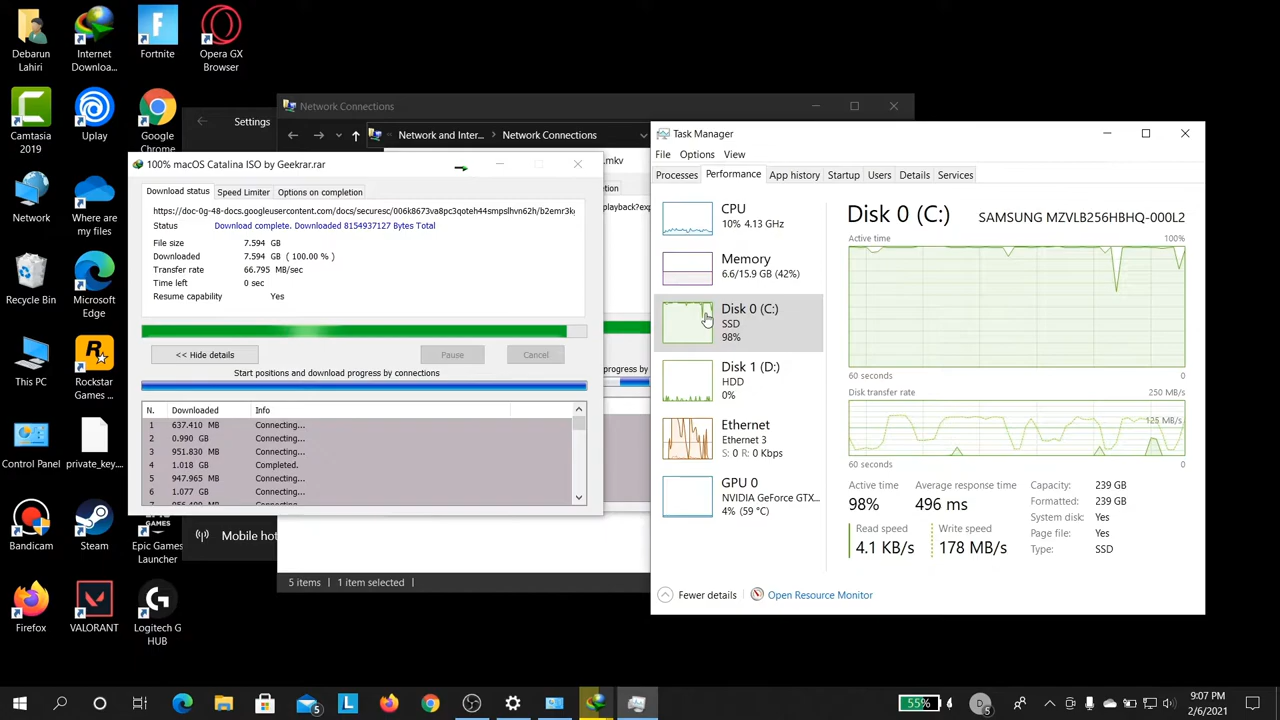 Debarun
Lahiri
Internet
Downloa...
Fortnite
Opera GX
Browser
Camtasia
2019
Uplay
Google
Chrome
Network
Where are
my files
Recycle Bin
Microsoft
Edge
This PC
Rockstar
Games ...
Control Panel
private_key....
Bandicam
Steam
Epic Games
Launcher
Firefox
VALORANT
Logitech G
HUB
Settings
Mobile hot
Network Connections
Network and Inter...
Network Connections
.mkv
tion
playback?exp
progress by
5 items
1 item selected
100% macOS Catalina ISO by Geekrar.rar
Download status
Speed Limiter
Options on completion
Status
Download complete. Downloaded 8154937127 Bytes Total
File size
7.594 GB
Downloaded
7.594 GB ( 100.00 % )
Transfer rate
66.795 MB/sec
Time left
0 sec
Resume capability
Yes
<< Hide details
Pause
Cancel
Start positions and download progress by connections
N. Downloaded Info
1 637.410 MB Connecting...
2 0.990 GB Connecting...
3 951.830 MB Connecting...
4 1.018 GB Completed.
5 947.965 MB Connecting...
6 1.077 GB Connecting...
Task Manager
File Options View
Processes Performance App history Startup Users Details Services
CPU
10% 4.13 GHz
Memory
6.6/15.9 GB (42%)
Disk 0 (C:)
SSD
98%
Disk 1 (D:)
HDD
0%
Ethernet
Ethernet 3
S: 0 R: 0 Kbps
GPU 0
NVIDIA GeForce GTX...
4% (59 °C)
Disk 0 (C:)
SAMSUNG MZVLB256HBHQ-000L2
Active time
100%
60 seconds
0
Disk transfer rate
250 MB/s
125 MB/s
60 seconds
0
Active time
98%
Average response time
496 ms
Read speed
4.1 KB/s
Write speed
178 MB/s
Capacity: 239 GB
Formatted: 239 GB
System disk: Yes
Page file: Yes
Type: SSD
Fewer details
Open Resource Monitor
55%
5
D
5
9:07 PM
2/6/2021